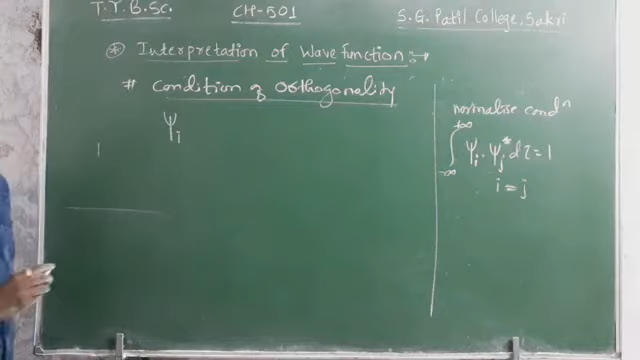 T.Y.B.Sc. CH-501 S.G. Patil College, Sakri
* Interpretation of Wave function :→
# Condition of Orthogonality
ψi
1
normalise condn
∫ -∞ +∞ ψi . ψj* dτ = 1
i = j